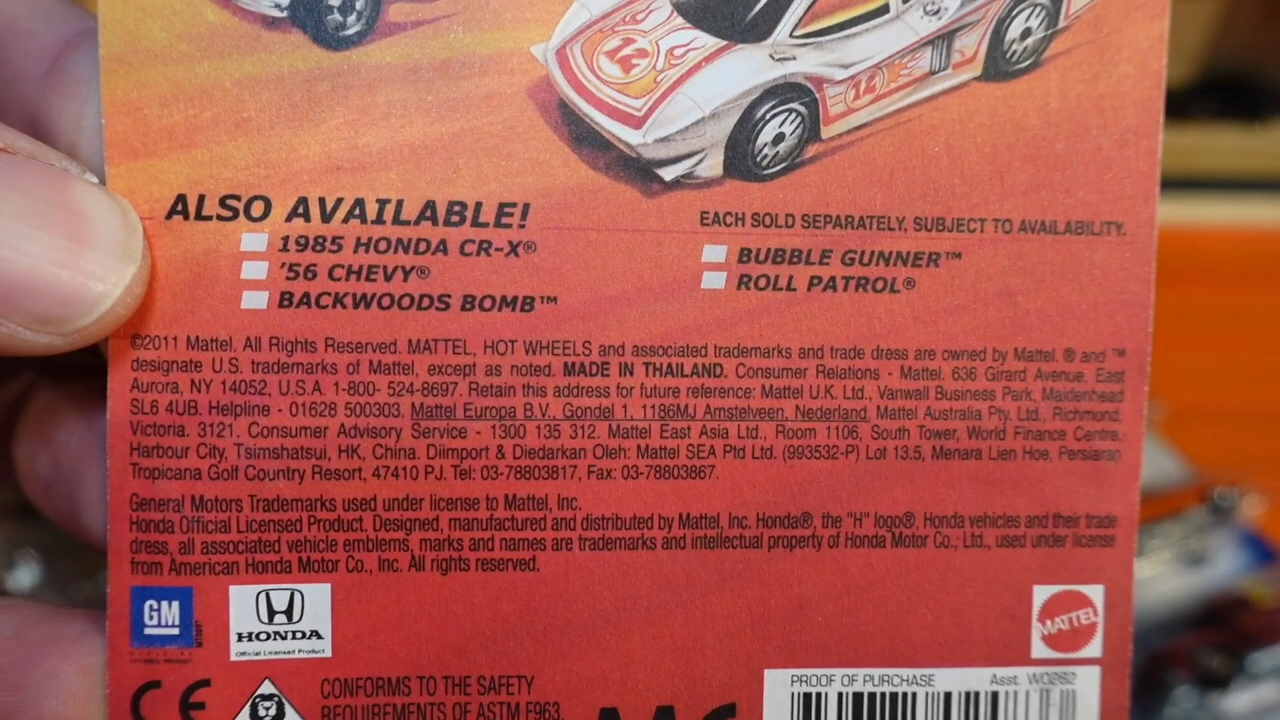 12
12
ALSO AVAILABLE!
1985 HONDA CR-X®
'56 CHEVY®
BACKWOODS BOMB™
EACH SOLD SEPARATELY, SUBJECT TO AVAILABILITY.
BUBBLE GUNNER™
ROLL PATROL®
©2011 Mattel. All Rights Reserved. MATTEL, HOT WHEELS and associated trademarks and trade dress are owned by Mattel. ® and ™
designate U.S. trademarks of Mattel, except as noted. MADE IN THAILAND. Consumer Relations - Mattel. 636 Girard Avenue, East
Aurora, NY 14052, U.S.A. 1-800- 524-8697. Retain this address for future reference: Mattel U.K. Ltd., Vanwall Business Park, Maidenhead
SL6 4UB. Helpline - 01628 500303. Mattel Europa B.V., Gondel 1, 1186MJ Amstelveen, Nederland. Mattel Australia Pty. Ltd., Richmond,
Victoria. 3121. Consumer Advisory Service - 1300 135 312. Mattel East Asia Ltd., Room 1106, South Tower, World Finance Centre,
Harbour City, Tsimshatsui, HK, China. Diimport & Diedarkan Oleh: Mattel SEA Ptd Ltd. (993532-P) Lot 13.5, Menara Lien Hoe, Persiaran
Tropicana Golf Country Resort, 47410 PJ. Tel: 03-78803817, Fax: 03-78803867.
General Motors Trademarks used under license to Mattel, Inc.
Honda Official Licensed Product. Designed, manufactured and distributed by Mattel, Inc. Honda®, the "H" logo®, Honda vehicles and their trade
dress, all associated vehicle emblems, marks and names are trademarks and intellectual property of Honda Motor Co., Ltd., used under license
from American Honda Motor Co., Inc. All rights reserved.
GM
HONDA
Official Licensed Product
MATTEL
CE
CONFORMS TO THE SAFETY
REQUIREMENTS OF ASTM F963.
PROOF OF PURCHASE
Asst. W0262